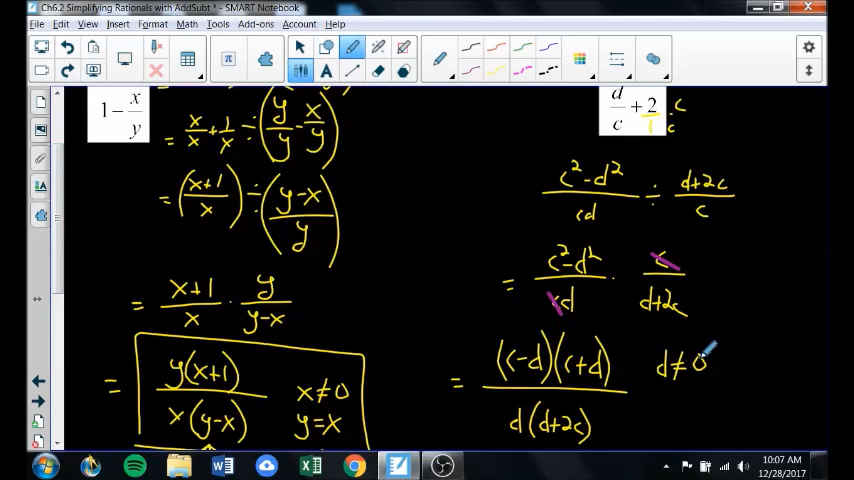 Ch6.2 Simplifying Rationals with AddSubt * - SMART Notebook
File Edit View Insert Format Tools Add-ons Account Help
1 - x/y
= x/x + 1/x ÷ (y/y - x/y)
= (x+1/x) ÷ (y-x/y)
= x+1/x · y/y-x
= y(x+1)/x(y-x) x≠0
y=x
d/c + 2/1 · c/c
c²-d²/cd ÷ d+2c/c
= c²-d²/cd · c/d+2c
= (c-d)(c+d)/d(d+2c) d≠0
10:07 AM
12/28/2017